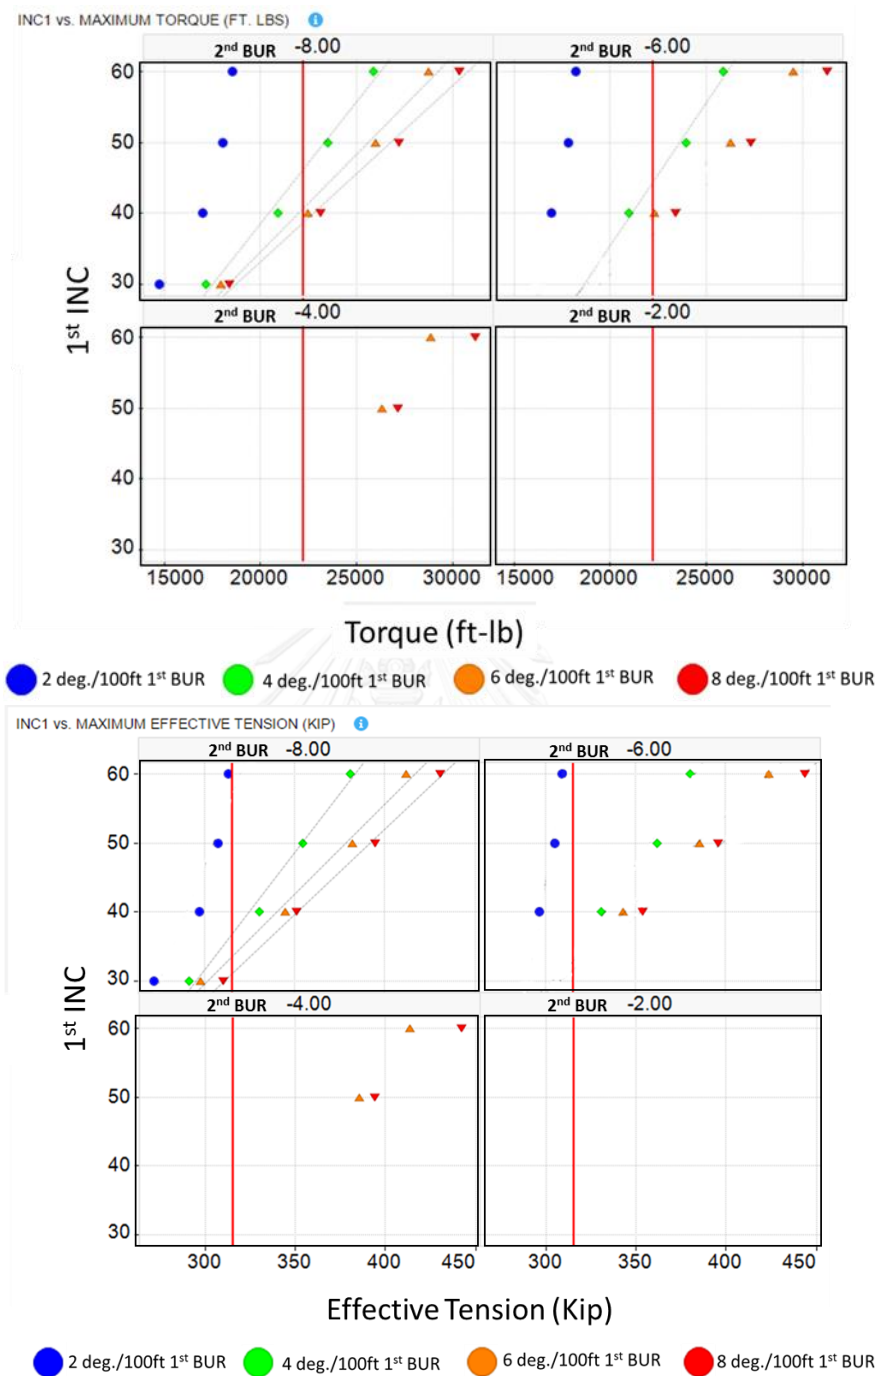 INC1 vs. MAXIMUM TORQUE (FT. LBS) i
2nd BUR -8.00 2nd BUR -6.00
60
50
40
30
2nd BUR -4.00 2nd BUR -2.00
60
50
40
30
1st INC
15000 20000 25000 30000 15000 20000 25000 30000
Torque (ft-lb)
2 deg./100ft 1st BUR 4 deg./100ft 1st BUR 6 deg./100ft 1st BUR 8 deg./100ft 1st BUR
INC1 vs. MAXIMUM EFFECTIVE TENSION (KIP) i
2nd BUR -8.00 2nd BUR -6.00
60
50
40
30
2nd BUR -4.00 2nd BUR -2.00
60
50
40
30
1st INC
300 350 400 450 300 350 400 450
Effective Tension (Kip)
2 deg./100ft 1st BUR 4 deg./100ft 1st BUR 6 deg./100ft 1st BUR 8 deg./100ft 1st BUR